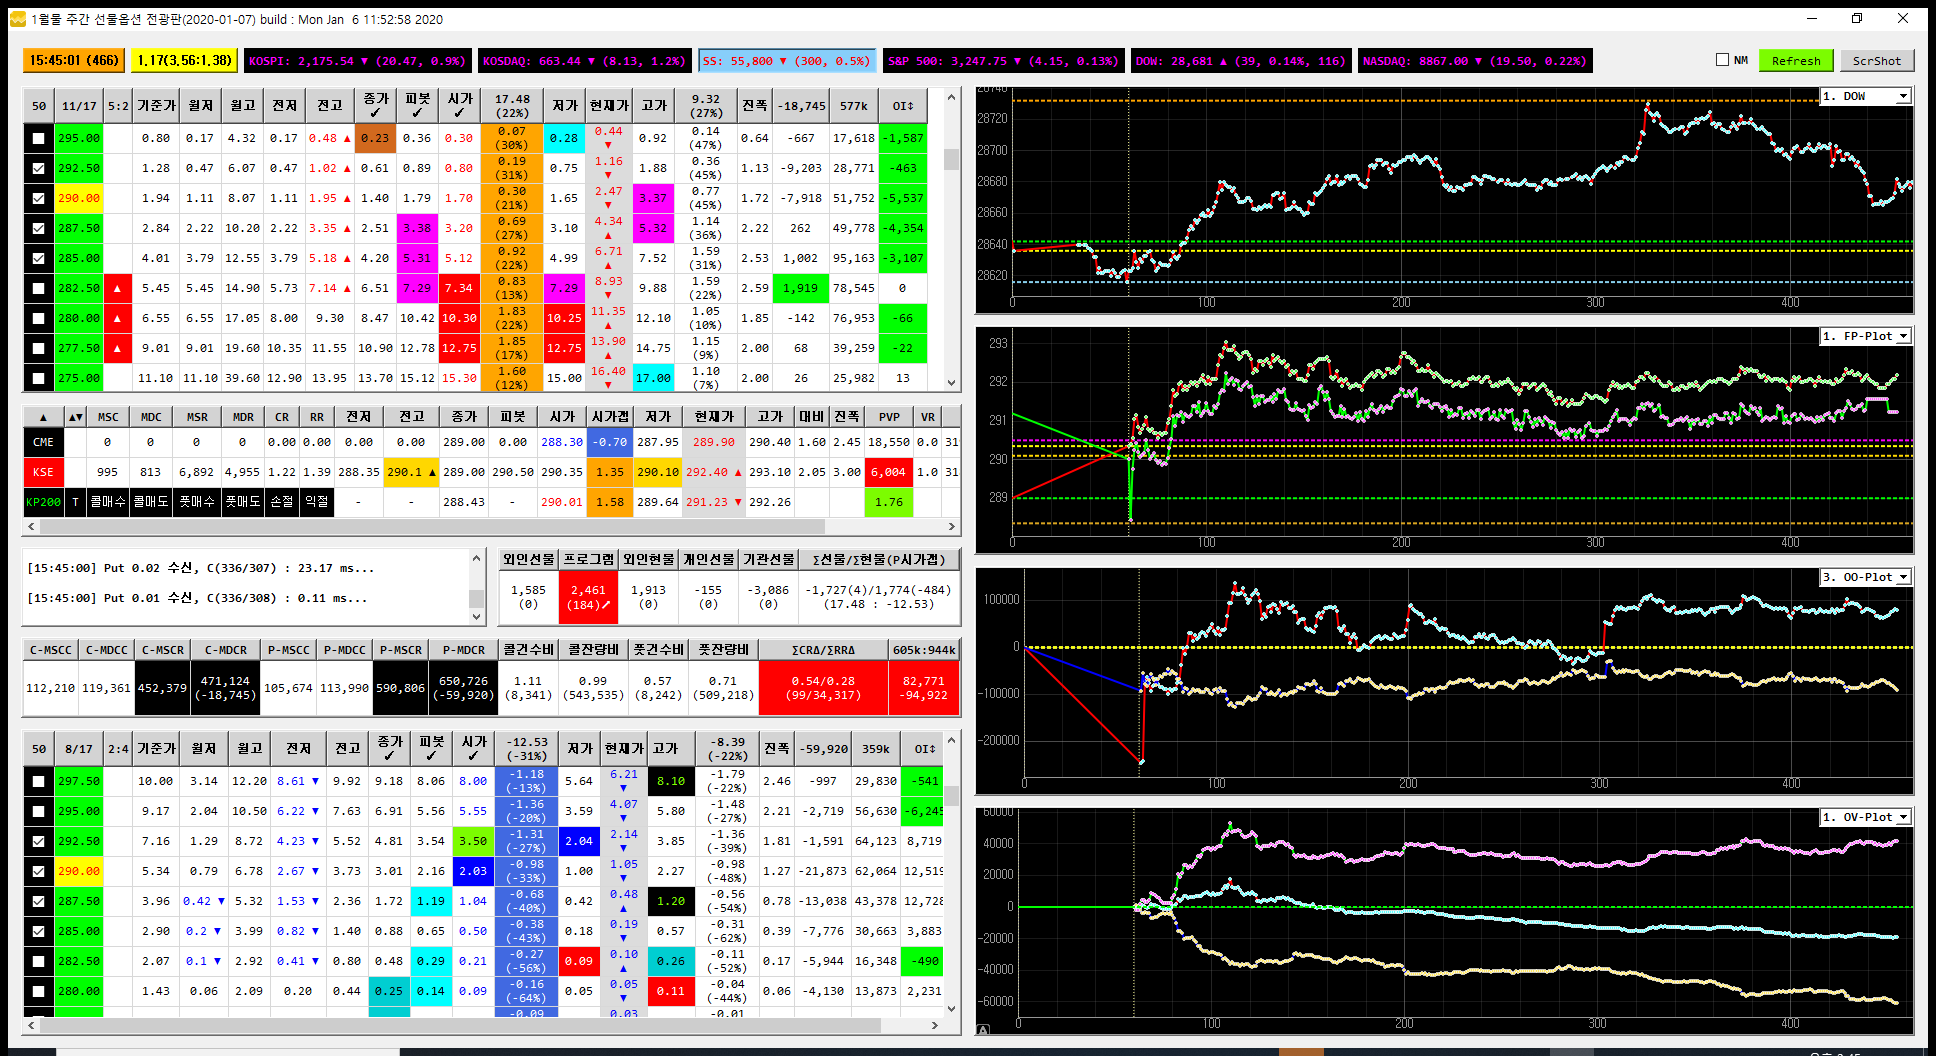 1월물 주간 선물옵션 전광판(2020-01-07) build : Mon Jan  6 11:52:58 2020
15:45:01 (466) 1.17(3.56:1.38) KOSPI: 2,175.54 ▼ (20.47, 0.9%) KOSDAQ: 663.44 ▼ (8.13, 1.2%) SS: 55,800 ▼ (300, 0.5%) S&P 500: 3,247.75 ▼ (4.15, 0.13%) DOW: 28,681 ▲ (39, 0.14%, 116) NASDAQ: 8867.00 ▼ (19.50, 0.22%) NM Refresh ScrShot
50 11/17 5:2 기준가 월저 월고 전저 전고 종가 ✓ 피봇 ✓ 시가 ✓ 17.48 (22%) 저가 현재가 고가 9.32 (27%) 진폭 -18,745 577k OI↕
295.00 0.80 0.17 4.32 0.17 0.48 ▲ 0.23 0.36 0.30 0.07 (30%) 0.28 0.44 ▼ 0.92 0.14 (47%) 0.64 -667 17,618 -1,587
292.50 1.28 0.47 6.07 0.47 1.02 ▲ 0.61 0.89 0.80 0.19 (31%) 0.75 1.16 ▼ 1.88 0.36 (45%) 1.13 -9,203 28,771 -463
290.00 1.94 1.11 8.07 1.11 1.95 ▲ 1.40 1.79 1.70 0.30 (21%) 1.65 2.47 ▼ 3.37 0.77 (45%) 1.72 -7,918 51,752 -5,537
287.50 2.84 2.22 10.20 2.22 3.35 ▲ 2.51 3.38 3.20 0.69 (27%) 3.10 4.34 ▲ 5.32 1.14 (36%) 2.22 262 49,778 -4,354
285.00 4.01 3.79 12.55 3.79 5.18 ▲ 4.20 5.31 5.12 0.92 (22%) 4.99 6.71 ▲ 7.52 1.59 (31%) 2.53 1,002 95,163 -3,107
282.50 ▲ 5.45 5.45 14.90 5.73 7.14 ▲ 6.51 7.29 7.34 0.83 (13%) 7.29 8.93 ▼ 9.88 1.59 (22%) 2.59 1,919 78,545 0
280.00 ▲ 6.55 6.55 17.05 8.00 9.30 8.47 10.42 10.30 1.83 (22%) 10.25 11.35 ▲ 12.10 1.05 (10%) 1.85 -142 76,953 -66
277.50 ▲ 9.01 9.01 19.60 10.35 11.55 10.90 12.78 12.75 1.85 (17%) 12.75 13.90 ▲ 14.75 1.15 (9%) 2.00 68 39,259 -22
275.00 11.10 11.10 39.60 12.90 13.95 13.70 15.12 15.30 1.60 (12%) 15.00 16.40 ▼ 17.00 1.10 (7%) 2.00 26 25,982 13
▲ ▲▼ MSC MDC MSR MDR CR RR 전저 전고 종가 피봇 시가 시가갭 저가 현재가 고가 대비 진폭 PVP VR
CME 0 0 0 0 0.00 0.00 0.00 0.00 289.00 0.00 288.30 -0.70 287.95 289.90 290.40 1.60 2.45 18,550 0.0
KSE 995 813 6,892 4,955 1.22 1.39 288.35 290.1 ▲ 289.00 290.50 290.35 1.35 290.10 292.40 ▲ 293.10 2.05 3.00 6,004 1.0
KP200 T 콜매수 콜매도 풋매수 풋매도 손절 익절 - - 288.43 - 290.01 1.58 289.64 291.23 ▼ 292.26 1.76
[15:45:00] Put 0.02 수신, C(336/307) : 23.17 ms...
[15:45:00] Put 0.01 수신, C(336/308) : 0.11 ms...
외인선물 프로그램 외인현물 개인선물 기관선물 Σ선물/Σ현물(P시가갭)
1,585 (0) 2,461 (184)↗ 1,913 (0) -155 (0) -3,086 (0) -1,727(4)/1,774(-484) (17.48 : -12.53)
C-MSCC C-MDCC C-MSCR C-MDCR P-MSCC P-MDCC P-MSCR P-MDCR 콜건수비 콜잔량비 풋건수비 풋잔량비 ΣCRΔ/ΣRRΔ 605k:944k
112,210 119,361 452,379 471,124 (-18,745) 105,674 113,990 590,806 650,726 (-59,920) 1.11 (8,341) 0.99 (543,535) 0.57 (8,242) 0.71 (509,218) 0.54/0.28 (99/34,317) 82,771 -94,922
50 8/17 2:4 기준가 월저 월고 전저 전고 종가 ✓ 피봇 ✓ 시가 ✓ -12.53 (-31%) 저가 현재가 고가 -8.39 (-22%) 진폭 -59,920 359k OI↕
297.50 10.00 3.14 12.20 8.61 ▼ 9.92 9.18 8.06 8.00 -1.18 (-13%) 5.64 6.21 ▼ 8.10 -1.79 (-22%) 2.46 -997 29,830 -541
295.00 9.17 2.04 10.50 6.22 ▼ 7.63 6.91 5.56 5.55 -1.36 (-20%) 3.59 4.07 ▼ 5.80 -1.48 (-27%) 2.21 -2,719 56,630 -6,245
292.50 7.16 1.29 8.72 4.23 ▼ 5.52 4.81 3.54 3.50 -1.31 (-27%) 2.04 2.14 ▼ 3.85 -1.36 (-39%) 1.81 -1,591 64,123 8,719
290.00 5.34 0.79 6.78 2.67 ▼ 3.73 3.01 2.16 2.03 -0.98 (-33%) 1.00 1.05 ▼ 2.27 -0.98 (-48%) 1.27 -21,873 62,064 12,519
287.50 3.96 0.42 ▼ 5.32 1.53 ▼ 2.36 1.72 1.19 1.04 -0.68 (-40%) 0.42 0.48 ▲ 1.20 -0.56 (-54%) 0.78 -13,038 43,378 12,728
285.00 2.90 0.2 ▼ 3.99 0.82 ▼ 1.40 0.88 0.65 0.50 -0.38 (-43%) 0.18 0.19 ▼ 0.57 -0.31 (-62%) 0.39 -7,776 30,663 3,883
282.50 2.07 0.1 ▼ 2.92 0.41 ▼ 0.80 0.48 0.29 0.21 -0.27 (-56%) 0.09 0.10 ▲ 0.26 -0.11 (-52%) 0.17 -5,944 16,348 -490
280.00 1.43 0.06 2.09 0.20 0.44 0.25 0.14 0.09 -0.16 (-64%) 0.05 0.05 ▼ 0.11 -0.04 (-44%) 0.06 -4,130 13,873 2,231
-0.09 0.03 -0.01
1. DOW
28740
28720
28700
28680
28660
28640
28620
0 100 200 300 400
1. FP-Plot
293
292
291
290
289
0 100 200 300 400
3. OO-Plot
100000
0
-100000
-200000
0 100 200 300 400
1. OV-Plot
60000
40000
20000
0
-20000
-40000
-60000
0 100 200 300 400
A